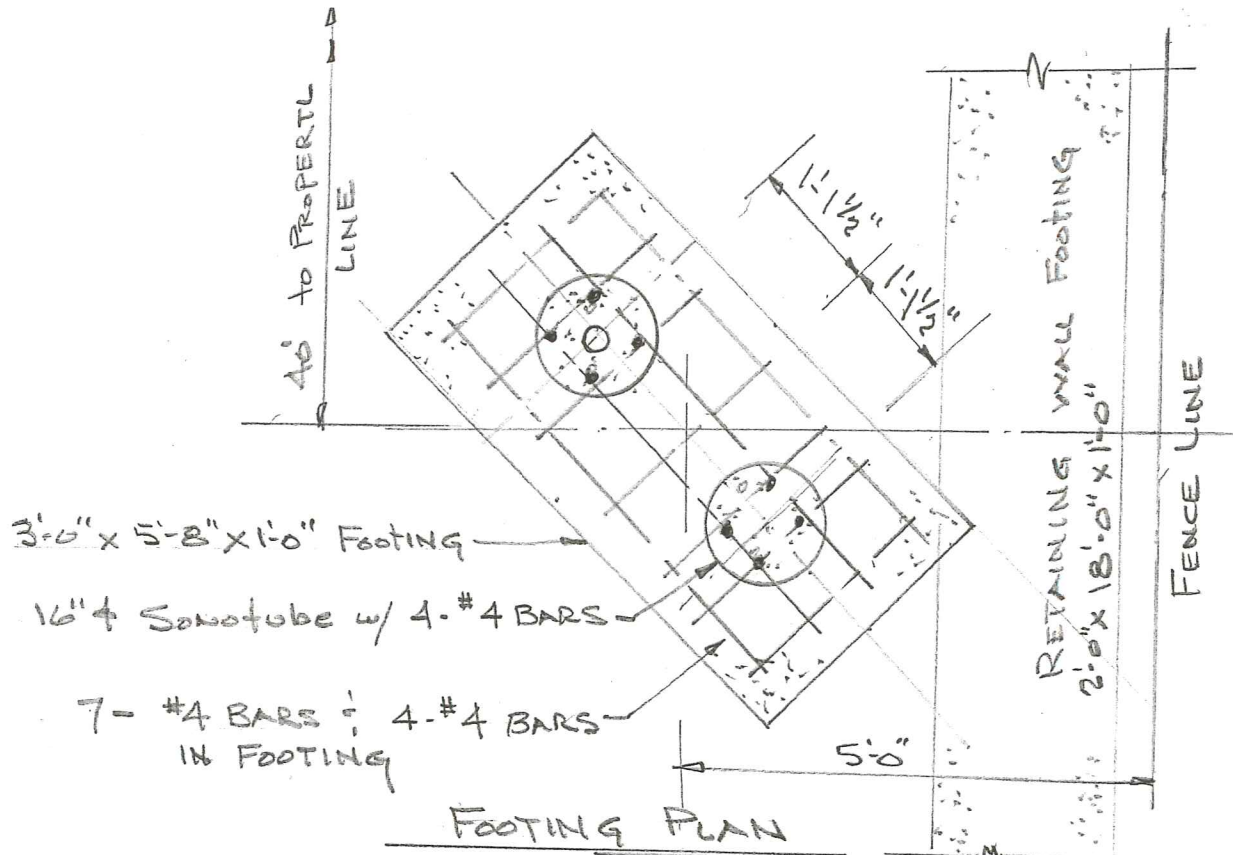 40' to PROPERTL
LINE
1'-1½"
1'-1½"
RETAINING WALL FOOTING
2'-0" x 18'-0" x 1'-0"
FENCE LINE
3'-0" x 5'-8" x 1'-0" FOOTING
16"ϕ SONOtube w/ 4-#4 BARS
7- #4 BARS & 4-#4 BARS
IN FOOTING
5'-0"
FOOTING PLAN